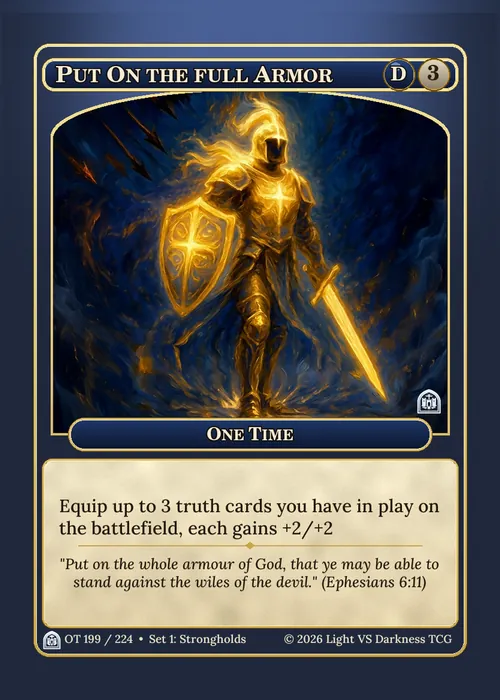 PUT ON THE FULL ARMOR D 3
ONE TIME
Equip up to 3 truth cards you have in play on
the battlefield, each gains +2/+2
"Put on the whole armour of God, that ye may be able to
stand against the wiles of the devil." (Ephesians 6:11)
OT 199 / 224 • Set 1: Strongholds © 2026 Light VS Darkness TCG